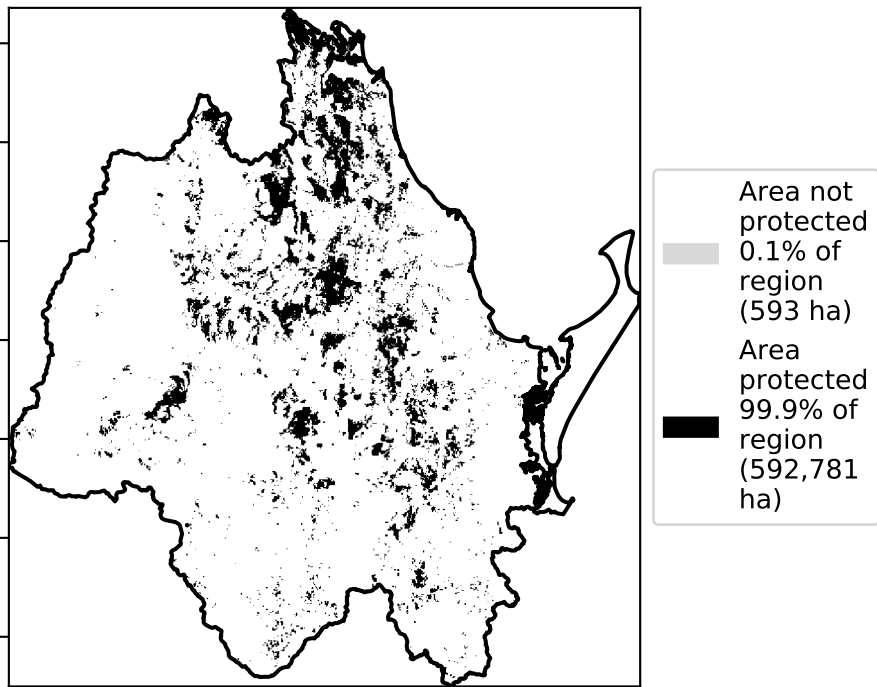 Area not
protected
0.1% of
region
(593 ha)
Area
protected
99.9% of
region
(592,781
ha)